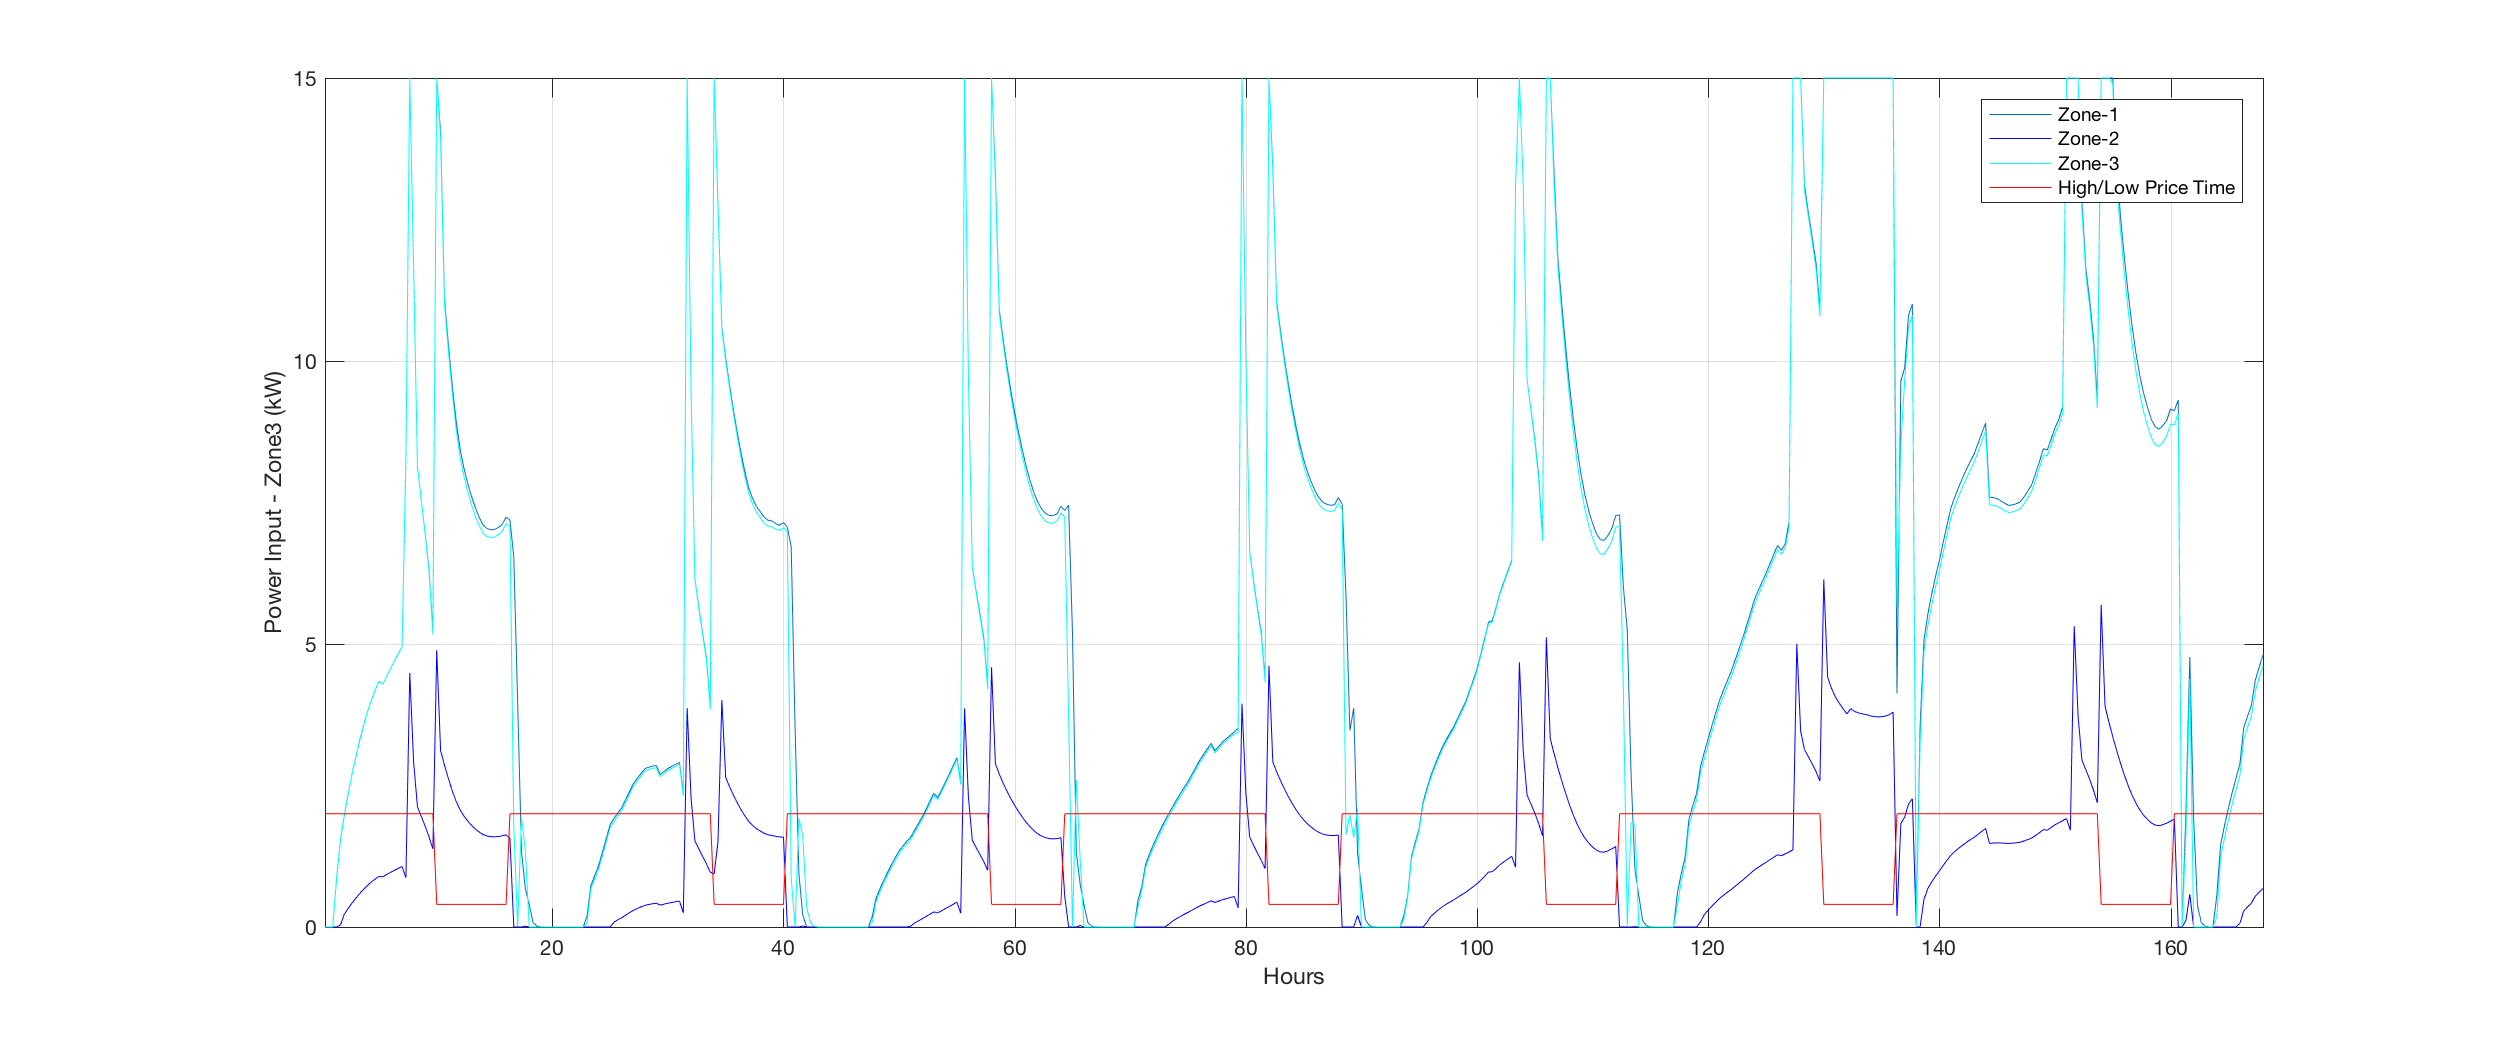 15
10
5
0
Power Input - Zone3 (kW)
Zone-1
Zone-2
Zone-3
High/Low Price Time
20 40 60 80 100 120 140 160
Hours